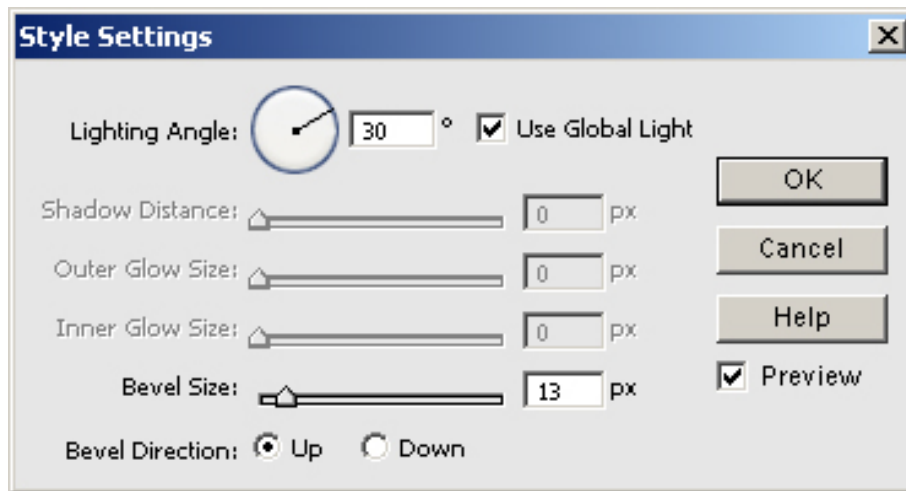 Style Settings
Lighting Angle: 30 ° Use Global Light
OK
Shadow Distance: 0 px
Cancel
Outer Glow Size: 0 px
Help
Inner Glow Size: 0 px
Preview
Bevel Size: 13 px
Bevel Direction: Up Down